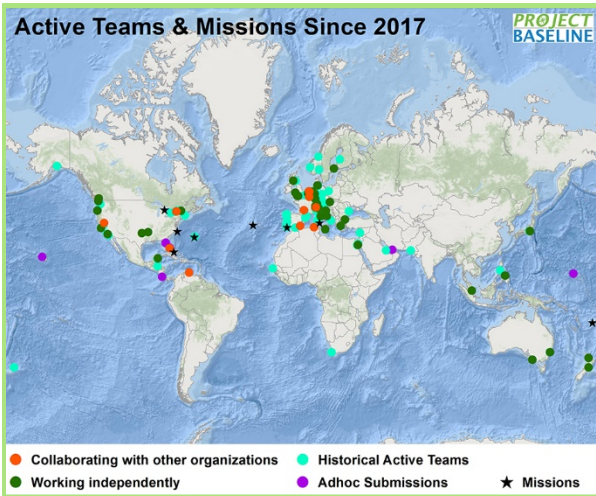 Active Teams & Missions Since 2017
PROJECT
BASELINE
Collaborating with other organizations
Historical Active Teams
Working independently
Adhoc Submissions
Missions